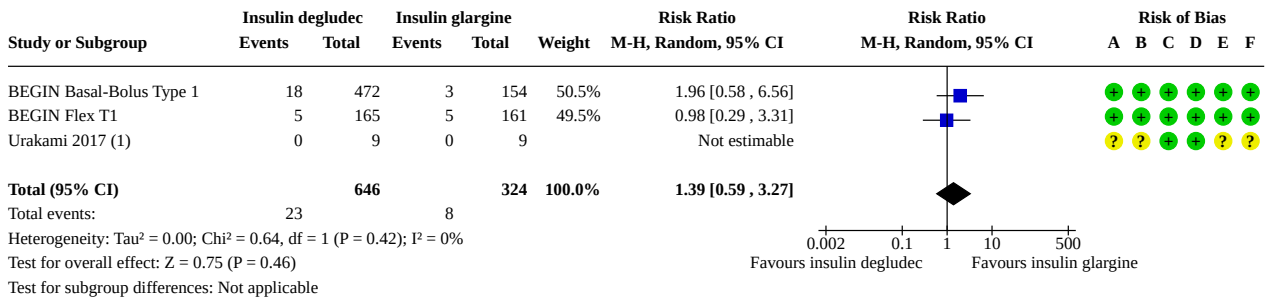 Insulin degludec Insulin glargine Risk Ratio Risk Ratio Risk of Bias
Study or Subgroup Events Total Events Total Weight M-H, Random, 95% CI M-H, Random, 95% CI A B C D E F
BEGIN Basal-Bolus Type 1 18 472 3 154 50.5% 1.96 [0.58 , 6.56] + + + + + +
BEGIN Flex T1 5 165 5 161 49.5% 0.98 [0.29 , 3.31] + + + + + +
Urakami 2017 (1) 0 9 0 9 Not estimable ? ? + + ? ?
Total (95% CI) 646 324 100.0% 1.39 [0.59 , 3.27]
Total events: 23 8
Heterogeneity: Tau² = 0.00; Chi² = 0.64, df = 1 (P = 0.42); I² = 0%
0.002 0.1 1 10 500
Test for overall effect: Z = 0.75 (P = 0.46) Favours insulin degludec Favours insulin glargine
Test for subgroup differences: Not applicable